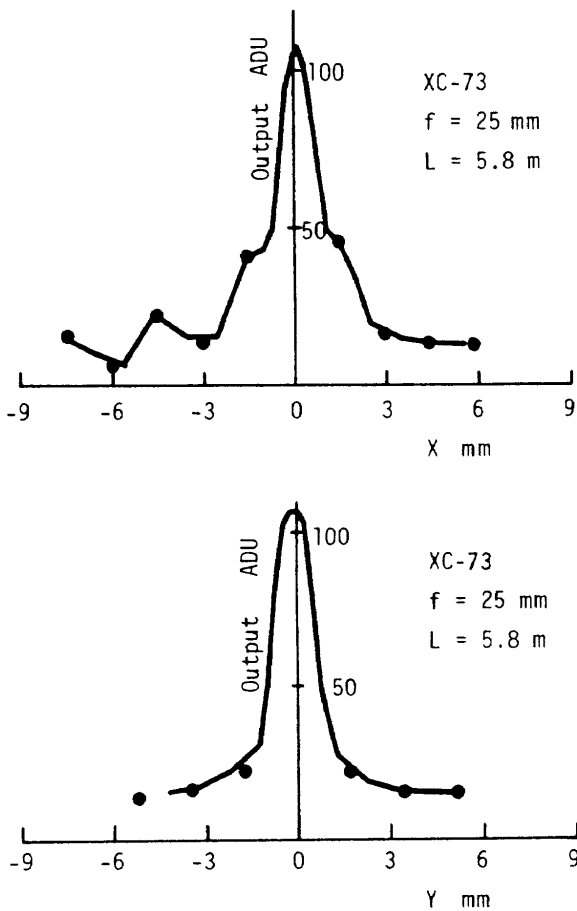 Output ADU
100
50
XC-73
f = 25 mm
L = 5.8 m
-9 -6 -3 0 3 6 9
X mm
Output ADU
100
50
XC-73
f = 25 mm
L = 5.8 m
-9 -6 -3 0 3 6 9
Y mm